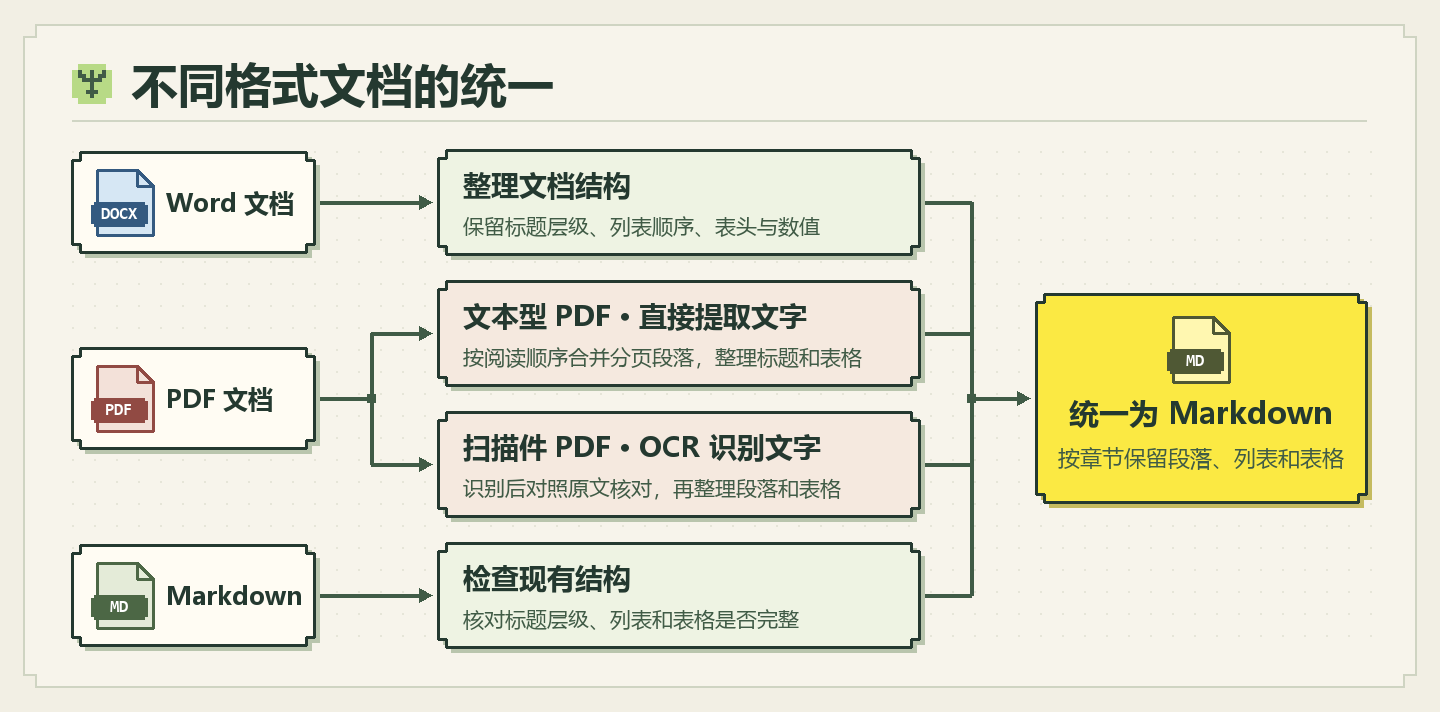 不同格式文档的统一
DOCX
Word 文档
整理文档结构
保留标题层级、列表顺序、表头与数值
PDF
PDF 文档
文本型 PDF • 直接提取文字
按阅读顺序合并分页段落，整理标题和表格
扫描件 PDF • OCR 识别文字
识别后对照原文核对，再整理段落和表格
MD
Markdown
检查现有结构
核对标题层级、列表和表格是否完整
MD
统一为 Markdown
按章节保留段落、列表和表格